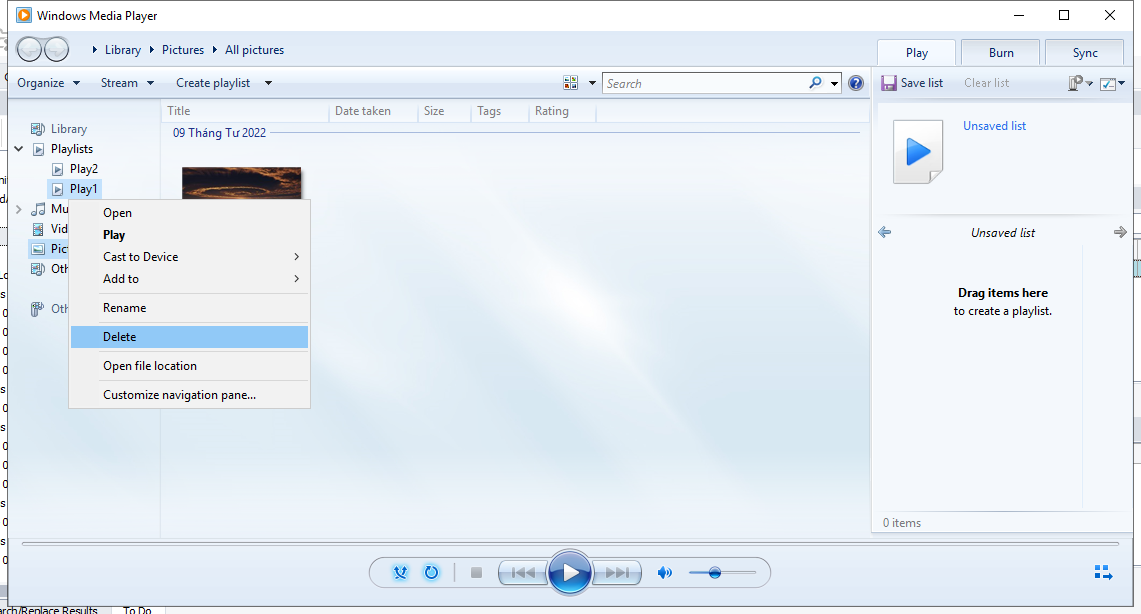 Windows Media Player
Library Pictures All pictures
Play Burn Sync
Organize Stream Create playlist
Search
Save list Clear list
Title Date taken Size Tags Rating
09 Tháng Tư 2022
Library
Playlists
Play2
Play1
Mu
Vid
Pic
Oth
Oth
Open
Play
Cast to Device
Add to
Rename
Delete
Open file location
Customize navigation pane...
Unsaved list
Unsaved list
Drag items here
to create a playlist.
0 items
arch/Replace Results To Do